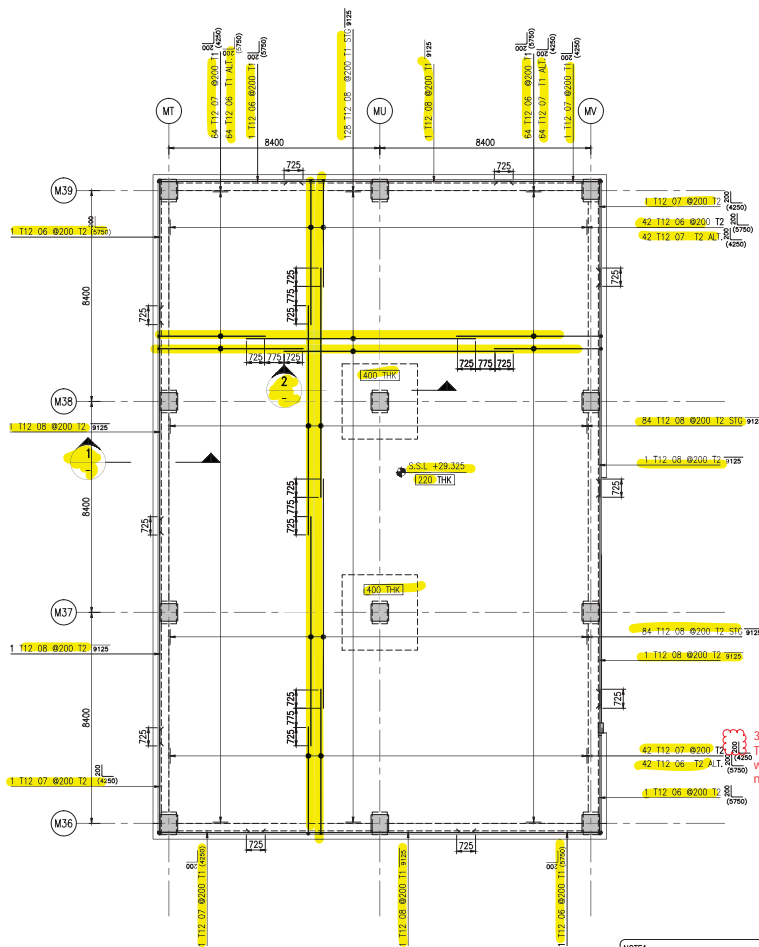 64 T12 07 @200 T1 200 (4250)
64 T12 06 T1 ALT. 200 (5750)
1 T12 06 @200 T1 200 (5750)
128 T12 08 @200 T1 STG 9125
1 T12 08 @200 T1 9125
64 T12 06 @200 T1 200 (5750)
64 T12 07 T1 ALT. 200 (4250)
1 T12 07 @200 T1 200 (4250)
MT
MU
MV
8400
8400
725
725
M39
1 T12 07 @200 T2 200 (4250)
42 T12 06 @200 T2 200 (5750)
42 T12 07 T2 ALT. 200 (4250)
1 T12 06 @200 T2 200 (5750)
8400
725
775
725
725
725
725
775
725
725
775
725
2
-
400 THK
M38
1 T12 08 @200 T2 9125
84 T12 08 @200 T2 STG 9125
1
-
S.S.L +29.325
220 THK
1 T12 08 @200 T2 9125
8400
725
775
725
725
725
400 THK
M37
1 T12 08 @200 T2 9125
84 T12 08 @200 T2 STG 9125
1 T12 08 @200 T2 9125
8400
725
775
725
725
725
3
T
w
n
42 T12 07 @200 T2 200 (4250)
42 T12 06 T2 ALT. 200 (5750)
1 T12 07 @200 T2 200 (4250)
1 T12 06 @200 T2 200 (5750)
M36
725
725
1 T12 07 @200 T1 200 (4250)
1 T12 08 @200 T1 9125
1 T12 06 @200 T1 200 (5750)